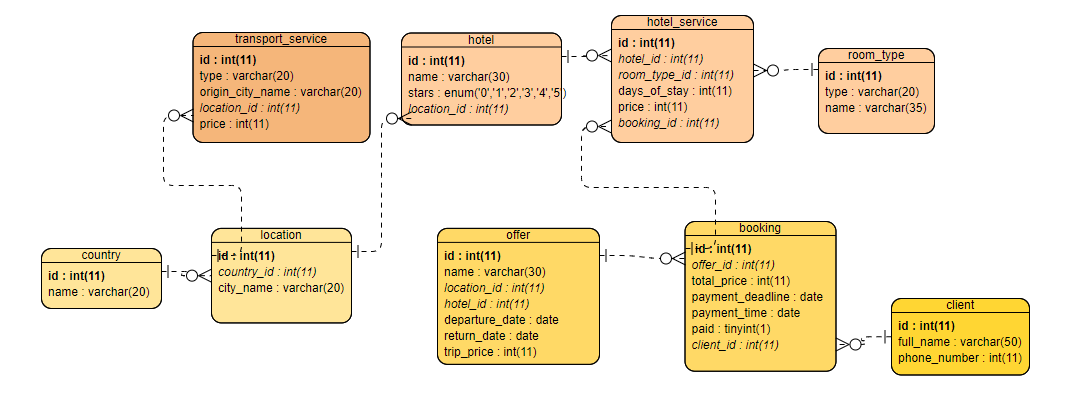 transport_service
id : int(11)
type : varchar(20)
origin_city_name : varchar(20)
location_id : int(11)
price : int(11)
hotel
id : int(11)
name : varchar(30)
stars : enum('0','1','2','3','4','5')
location_id : int(11)
hotel_service
id : int(11)
hotel_id : int(11)
room_type_id : int(11)
days_of_stay : int(11)
price : int(11)
booking_id : int(11)
room_type
id : int(11)
type : varchar(20)
name : varchar(35)
country
id : int(11)
name : varchar(20)
location
id : int(11)
country_id : int(11)
city_name : varchar(20)
offer
id : int(11)
name : varchar(30)
location_id : int(11)
hotel_id : int(11)
departure_date : date
return_date : date
trip_price : int(11)
booking
id : int(11)
offer_id : int(11)
total_price : int(11)
payment_deadline : date
payment_time : date
paid : tinyint(1)
client_id : int(11)
client
id : int(11)
full_name : varchar(50)
phone_number : int(11)